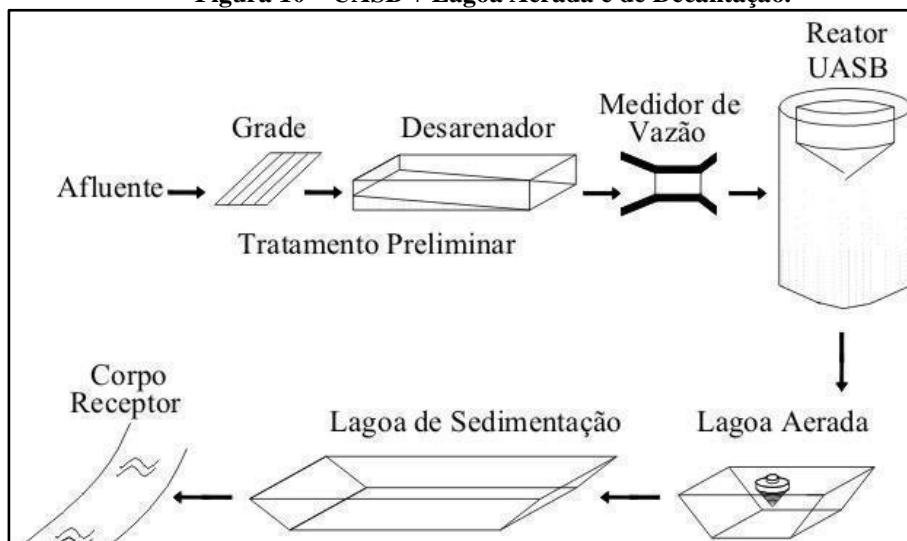 Figura 10 – UASB + Lagoa Aerada e de Decantação.
Reator
UASB
Medidor de
Vazão
Grade
Desarenador
Afluente
Tratamento Preliminar
Corpo
Receptor
Lagoa de Sedimentação
Lagoa Aerada